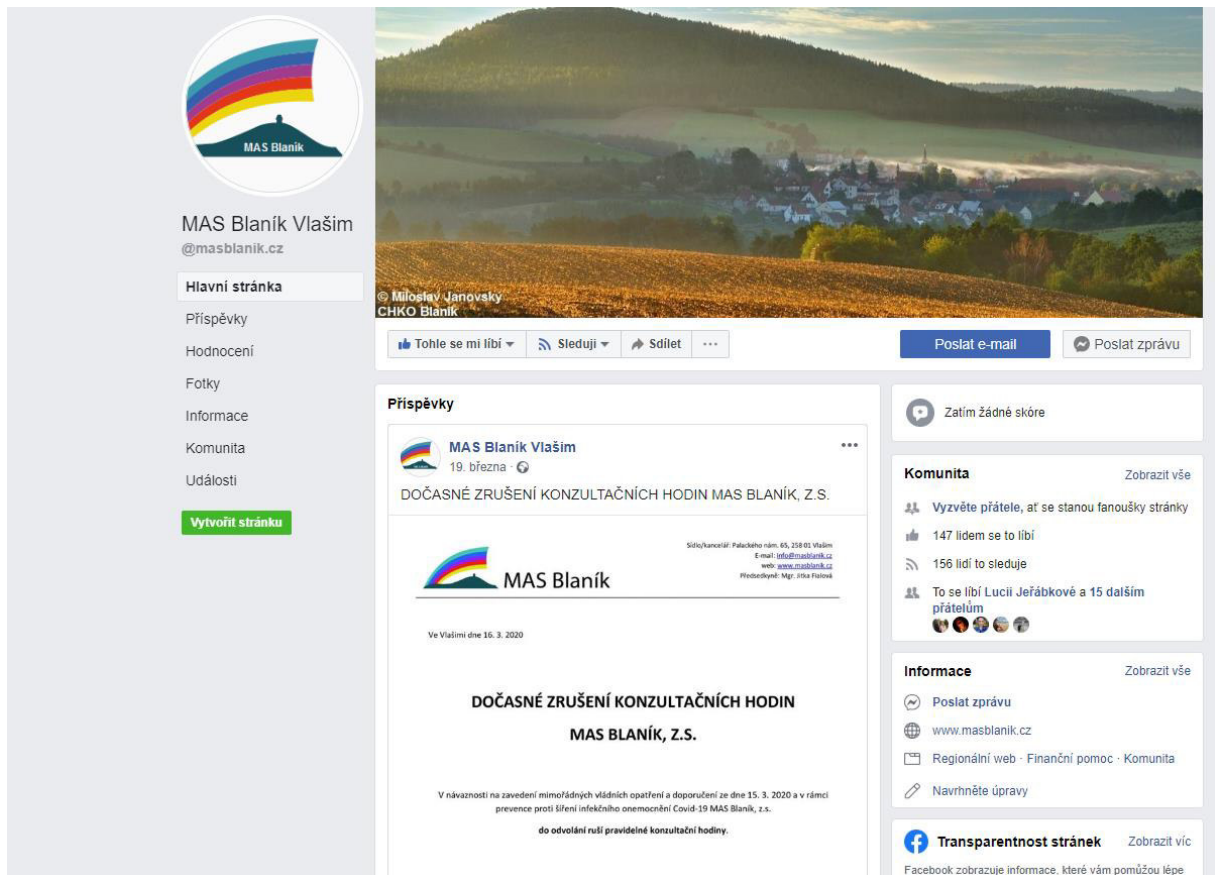 MAS Blaník
MAS Blaník Vlašim
@masblanik.cz
Hlavní stránka
Příspěvky
Hodnocení
Fotky
Informace
Komunita
Události
Vytvořit stránku
© Miloslav Janovsky
CHKO Blaník
Tohle se mi líbí
Sleduji
Sdílet
Poslat e-mail
Poslat zprávu
Příspěvky
MAS Blaník Vlašim
19. března ·
DOČASNÉ ZRUŠENÍ KONZULTAČNÍCH HODIN MAS BLANÍK, Z.S.
MAS Blaník
Sídlo/kancelář: Palackého nám. 65, 258 01 Vlašim
E-mail: info@masblanik.cz
web: www.masblanik.cz
Předsedkyně: Mgr. Jitka Fialová
Ve Vlašimi dne 16. 3. 2020
DOČASNÉ ZRUŠENÍ KONZULTAČNÍCH HODIN
MAS BLANÍK, Z.S.
V návaznosti na zavedení mimořádných vládních opatření a doporučení ze dne 15. 3. 2020 a v rámci
prevence proti šíření infekčního onemocnění Covid-19 MAS Blaník, z.s.
do odvolání ruší pravidelné konzultační hodiny.
Zatím žádné skóre
Komunita
Zobrazit vše
Vyzvěte přátele, ať se stanou fanoušky stránky
147 lidem se to líbí
156 lidí to sleduje
To se líbí Lucii Jeřábkové a 15 dalším
přátelům
Informace
Zobrazit vše
Poslat zprávu
www.masblanik.cz
Regionální web · Finanční pomoc · Komunita
Navrhněte úpravy
Transparentnost stránek
Zobrazit víc
Facebook zobrazuje informace, které vám pomůžou lépe